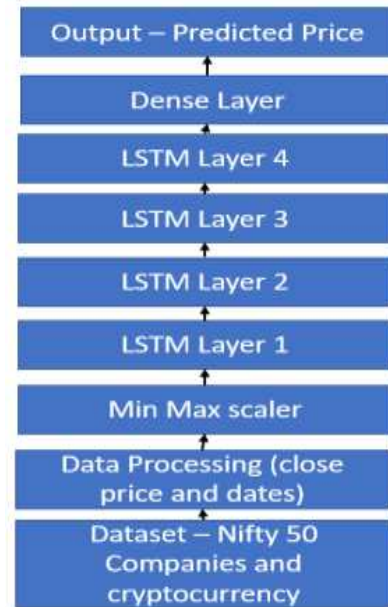 Output – Predicted Price
Dense Layer
LSTM Layer 4
LSTM Layer 3
LSTM Layer 2
LSTM Layer 1
Min Max scaler
Data Processing (close
price and dates)
Dataset – Nifty 50
Companies and
cryptocurrency